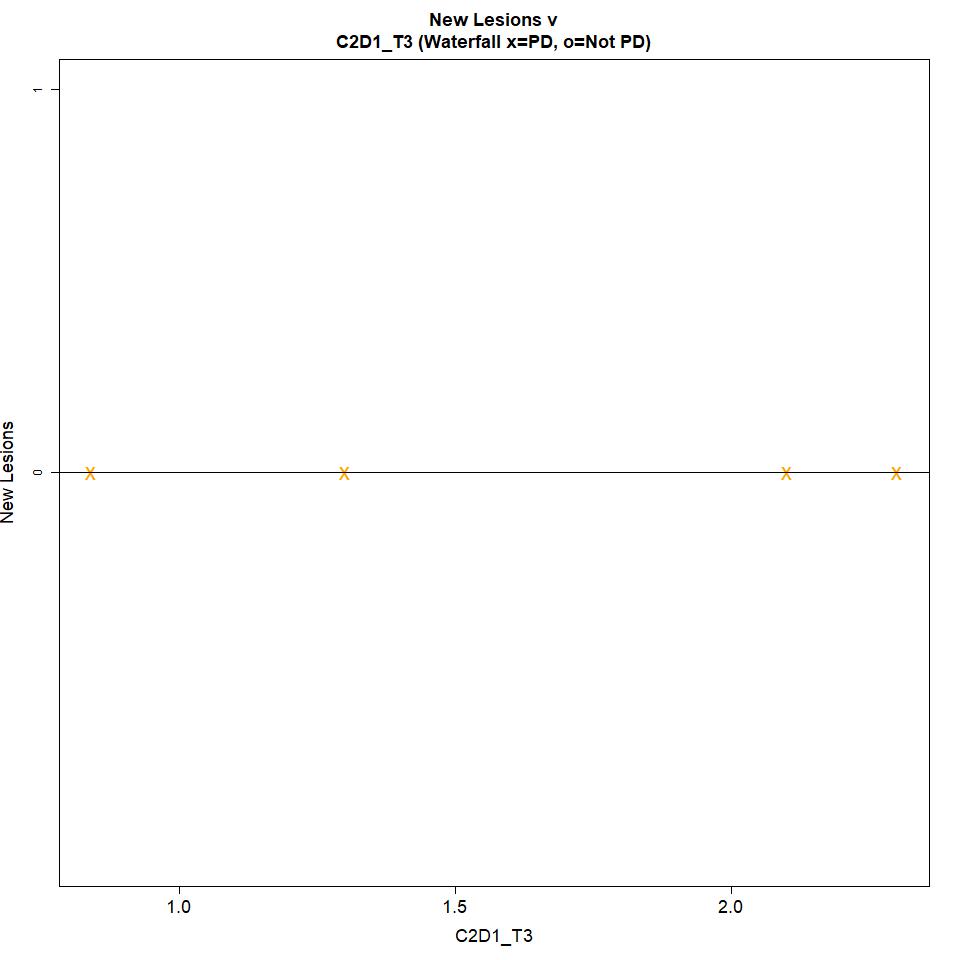 New Lesions v
C2D1_T3 (Waterfall x=PD, o=Not PD)
1
0
New Lesions
x x x x
1.0 1.5 2.0
C2D1_T3